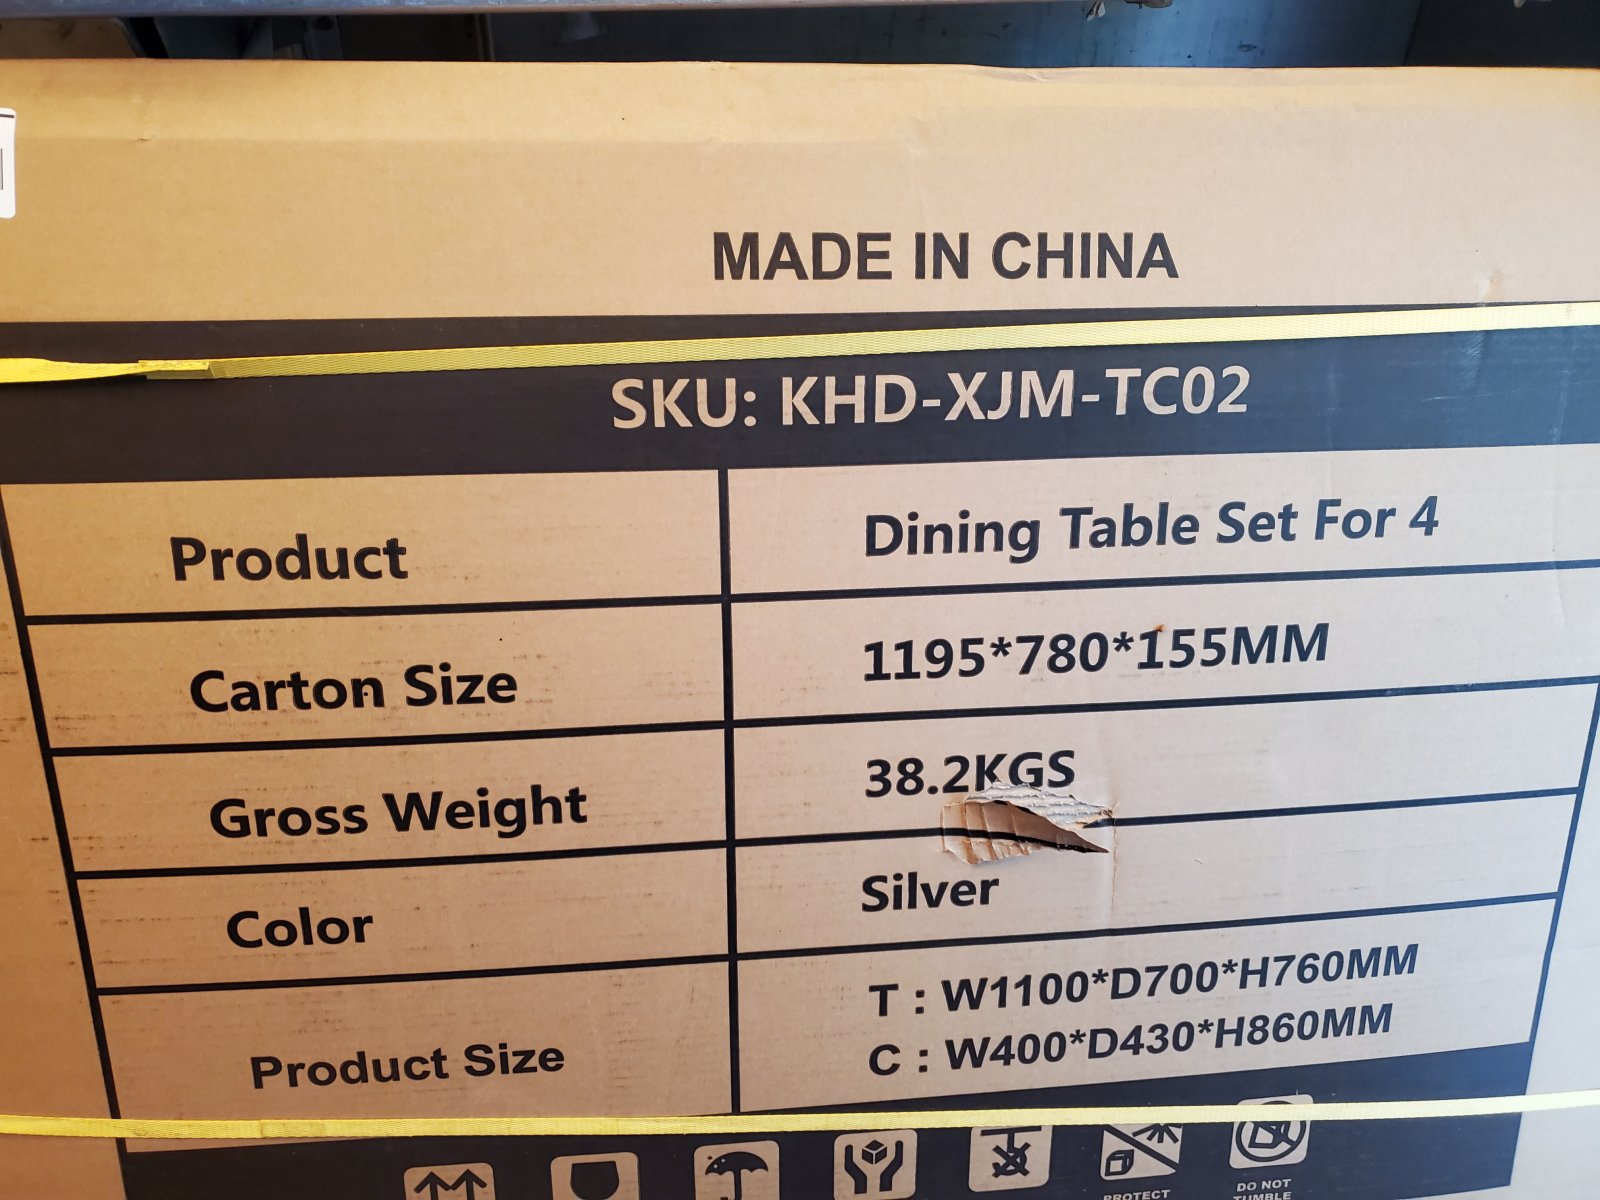 MADE IN CHINA
SKU: KHD-XJM-TC02
Product
Dining Table Set For 4
Carton Size
1195*780*155MM
Gross Weight
38.2KGS
Color
Silver
Product Size
T : W1100*D700*H760MM
C : W400*D430*H860MM
PROTECT
DO NOT
TUMBLE